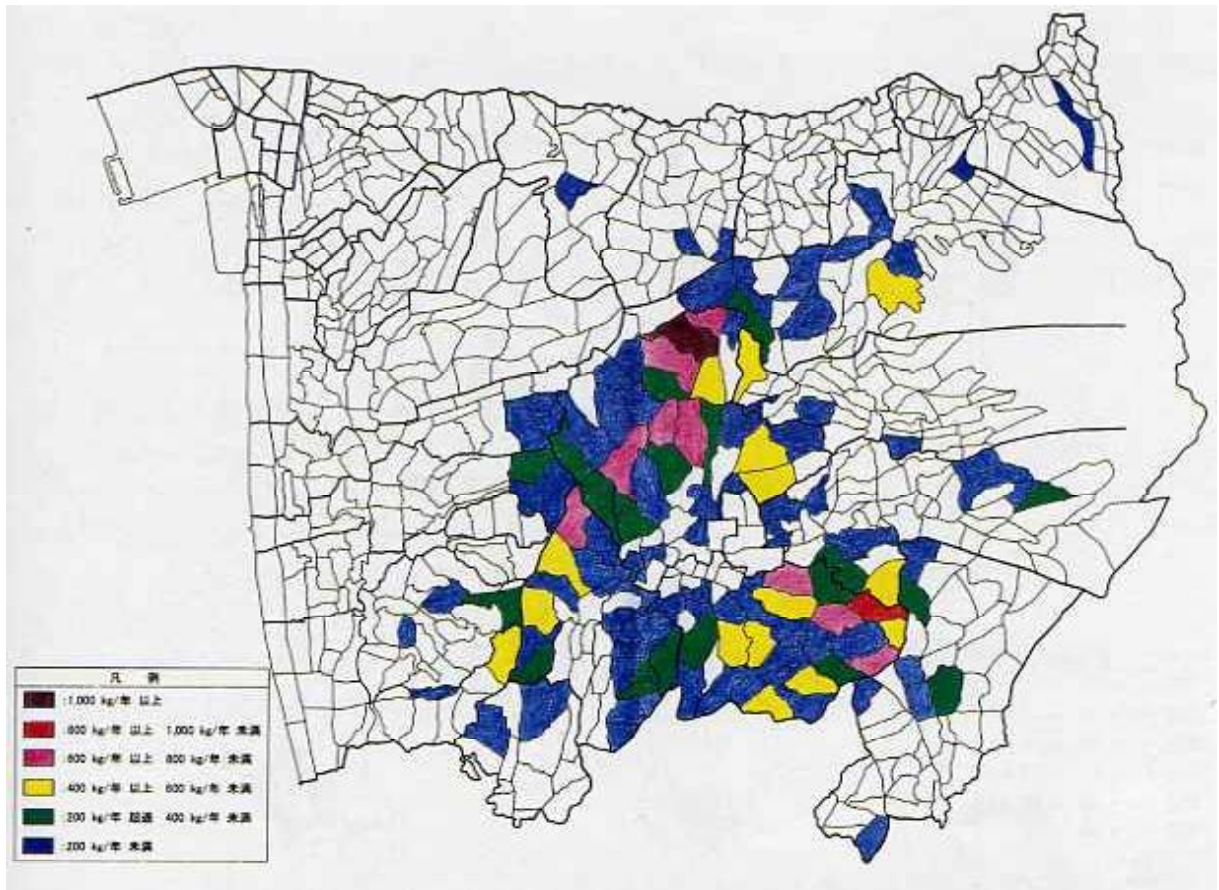 凡 例
:1,000 kg/年 以上
:800 kg/年 以上 1,000 kg/年 未満
:600 kg/年 以上 800 kg/年 未満
:400 kg/年 以上 600 kg/年 未満
:200 kg/年 超過 400 kg/年 未満
:200 kg/年 未満